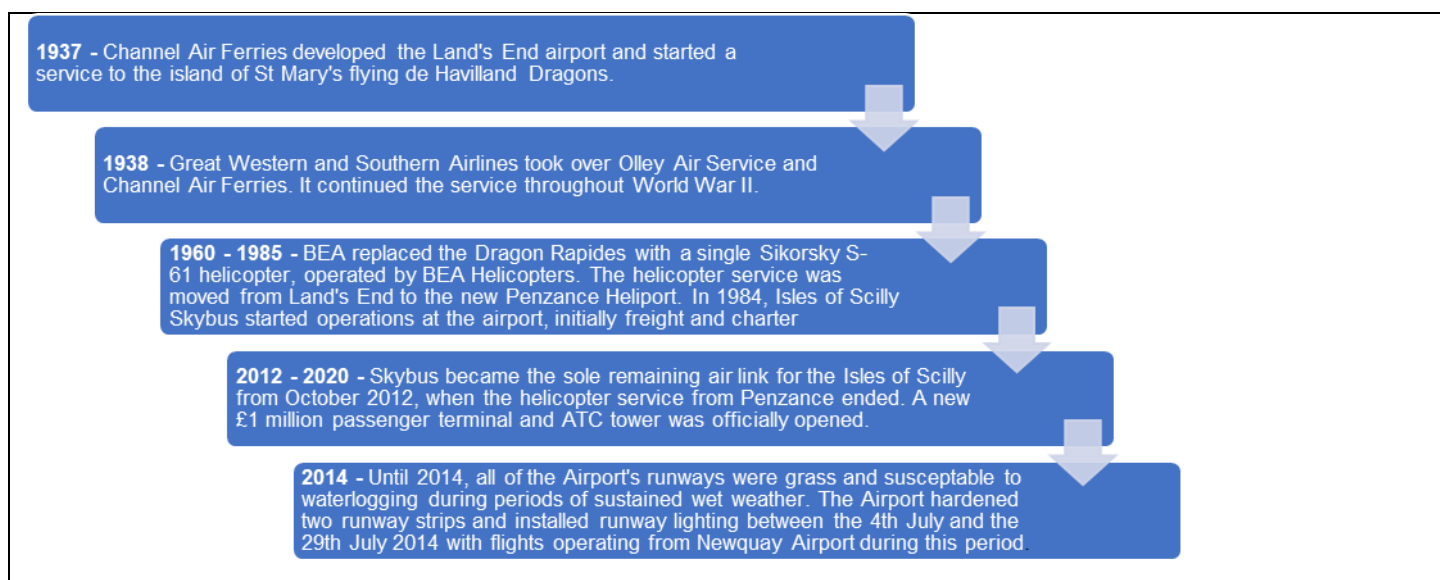 1937 - Channel Air Ferries developed the Land's End airport and started a
service to the island of St Mary's flying de Havilland Dragons.
1938 - Great Western and Southern Airlines took over Olley Air Service and
Channel Air Ferries. It continued the service throughout World War II.
1960 - 1985 - BEA replaced the Dragon Rapides with a single Sikorsky S-
61 helicopter, operated by BEA Helicopters. The helicopter service was
moved from Land's End to the new Penzance Heliport. In 1984, Isles of Scilly
Skybus started operations at the airport, initially freight and charter
2012 - 2020 - Skybus became the sole remaining air link for the Isles of Scilly
from October 2012, when the helicopter service from Penzance ended. A new
£1 million passenger terminal and ATC tower was officially opened.
2014 - Until 2014, all of the Airport's runways were grass and susceptable to
waterlogging during periods of sustained wet weather. The Airport hardened
two runway strips and installed runway lighting between the 4th July and the
29th July 2014 with flights operating from Newquay Airport during this period.